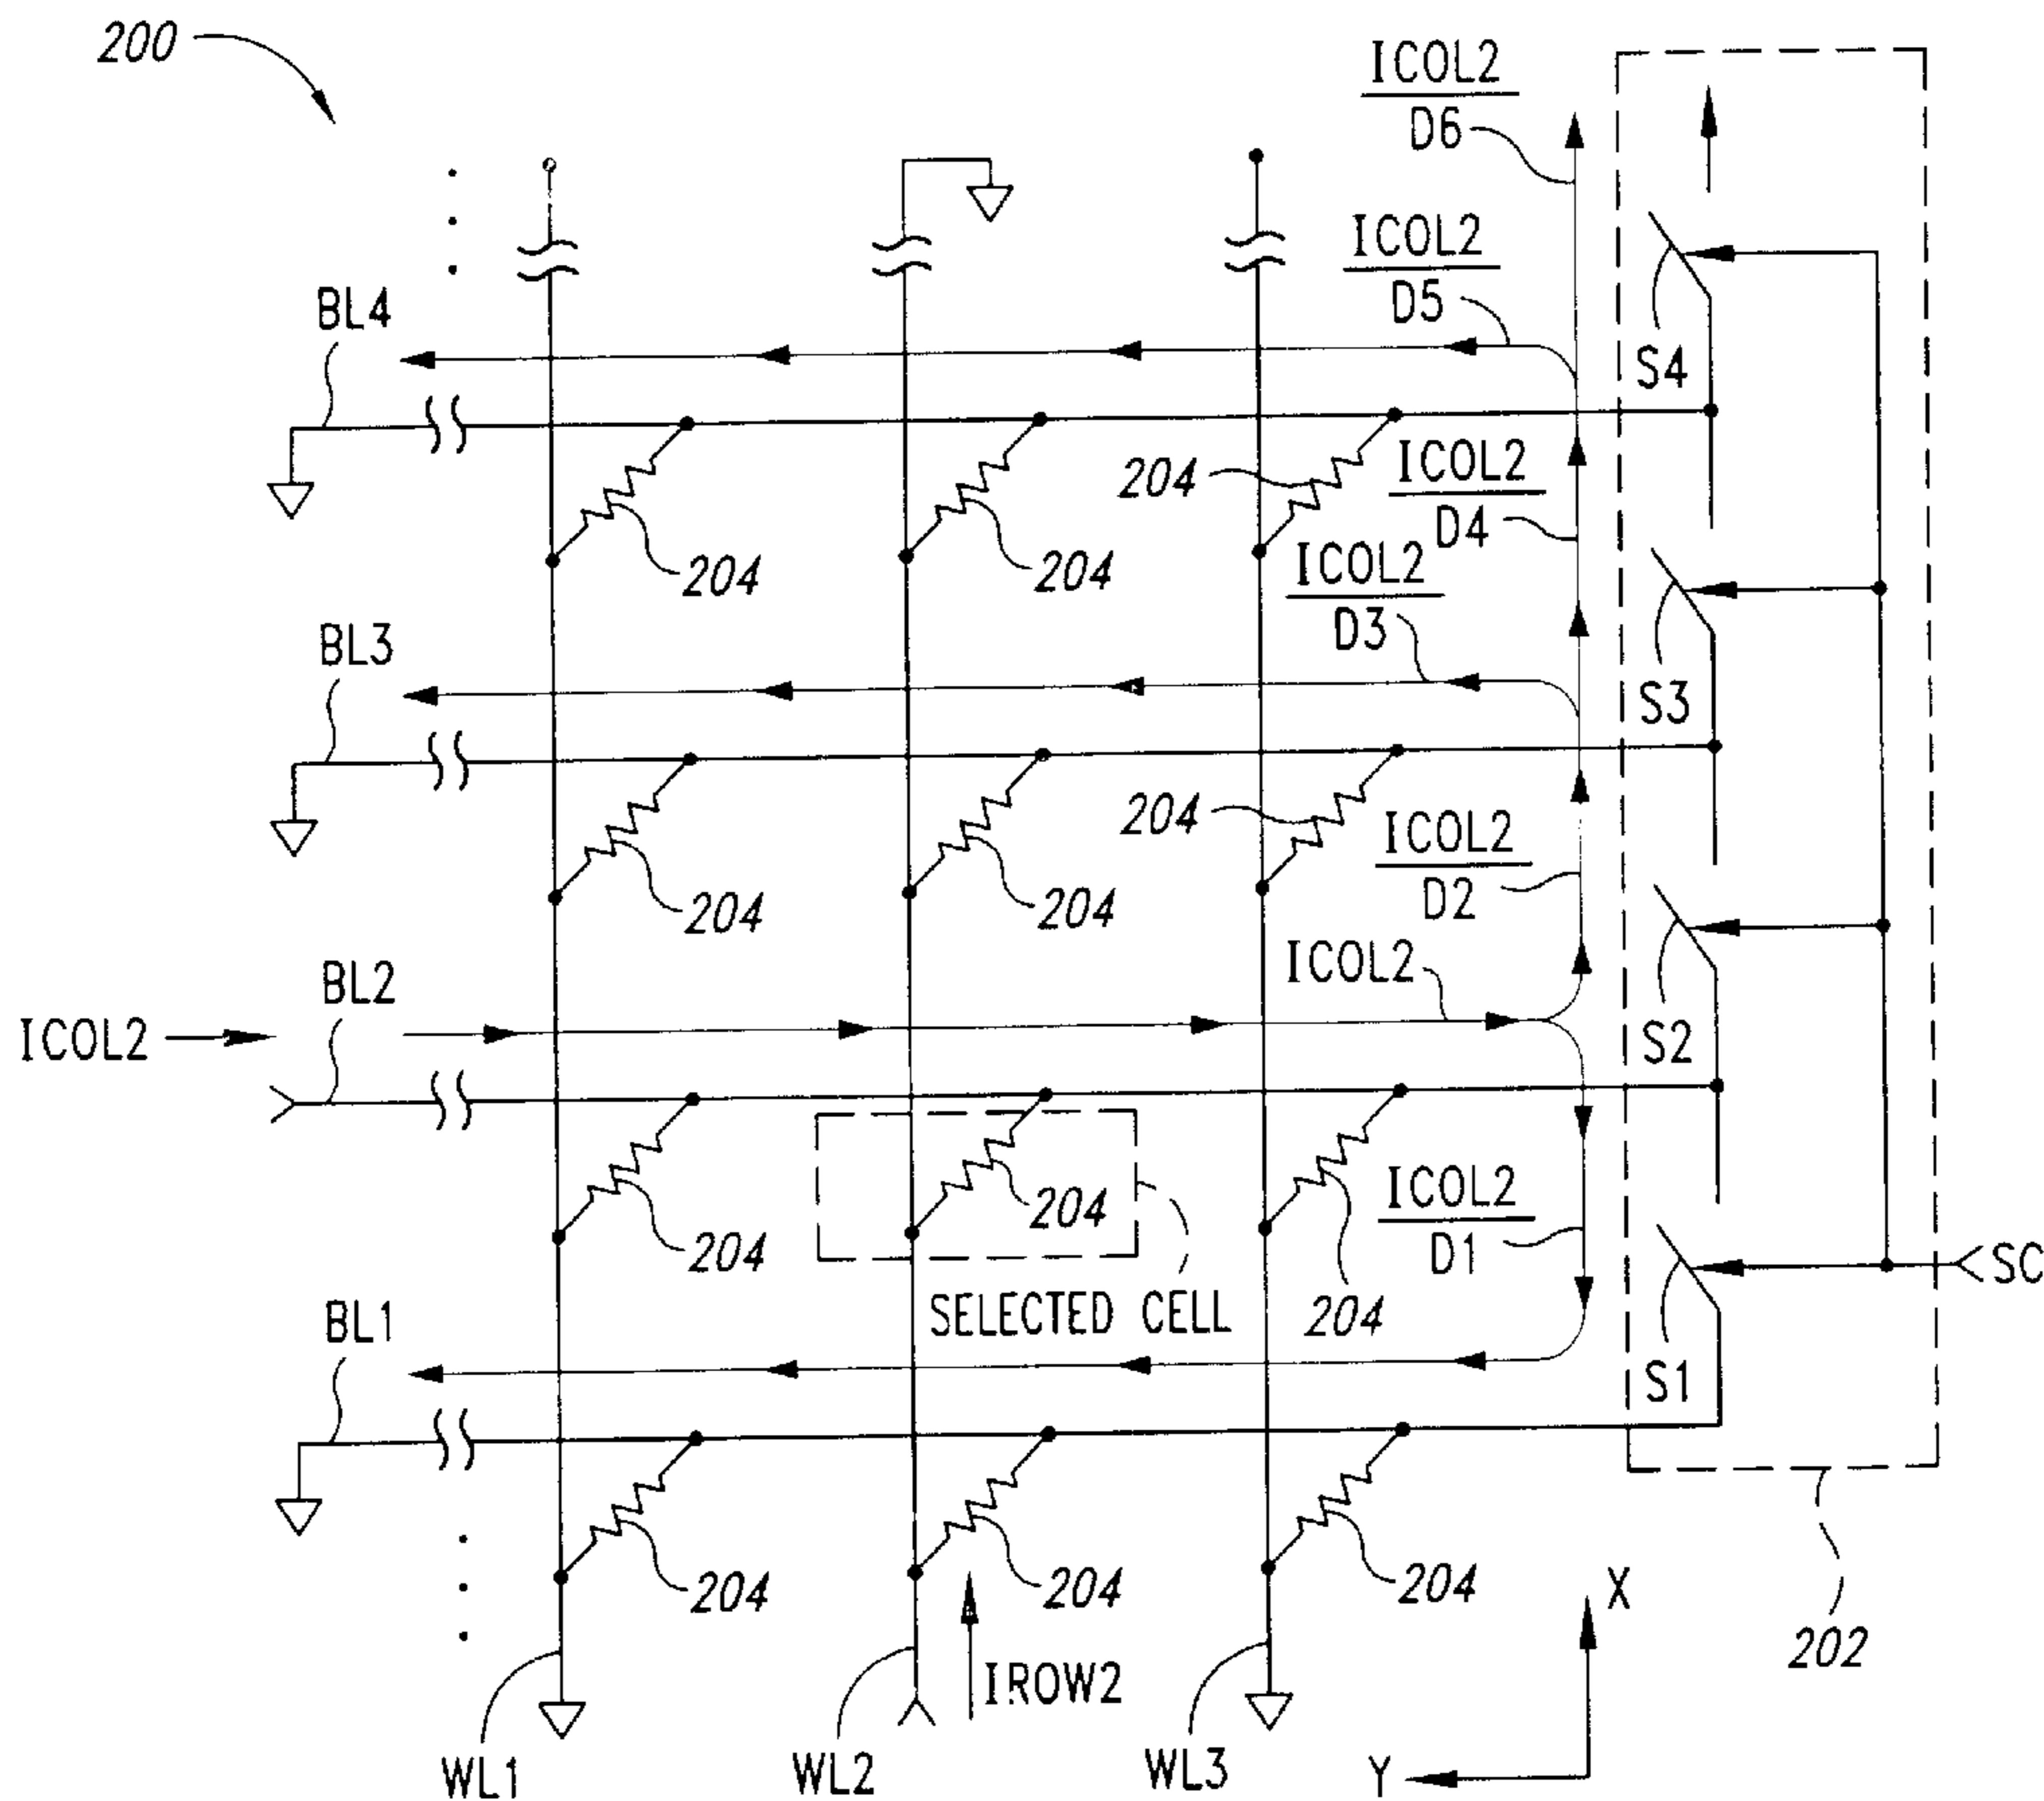 200
ICOL2
D6
ICOL2
D5
BL4
S4
204
ICOL2
D4
204
204
ICOL2
D3
BL3
S3
204
ICOL2
D2
204
204
ICOL2
BL2
ICOL2
S2
204
ICOL2
D1
204
204
SC
SELECTED CELL
BL1
S1
204
204
204
X
202
IROW2
WL1
WL2
WL3
Y